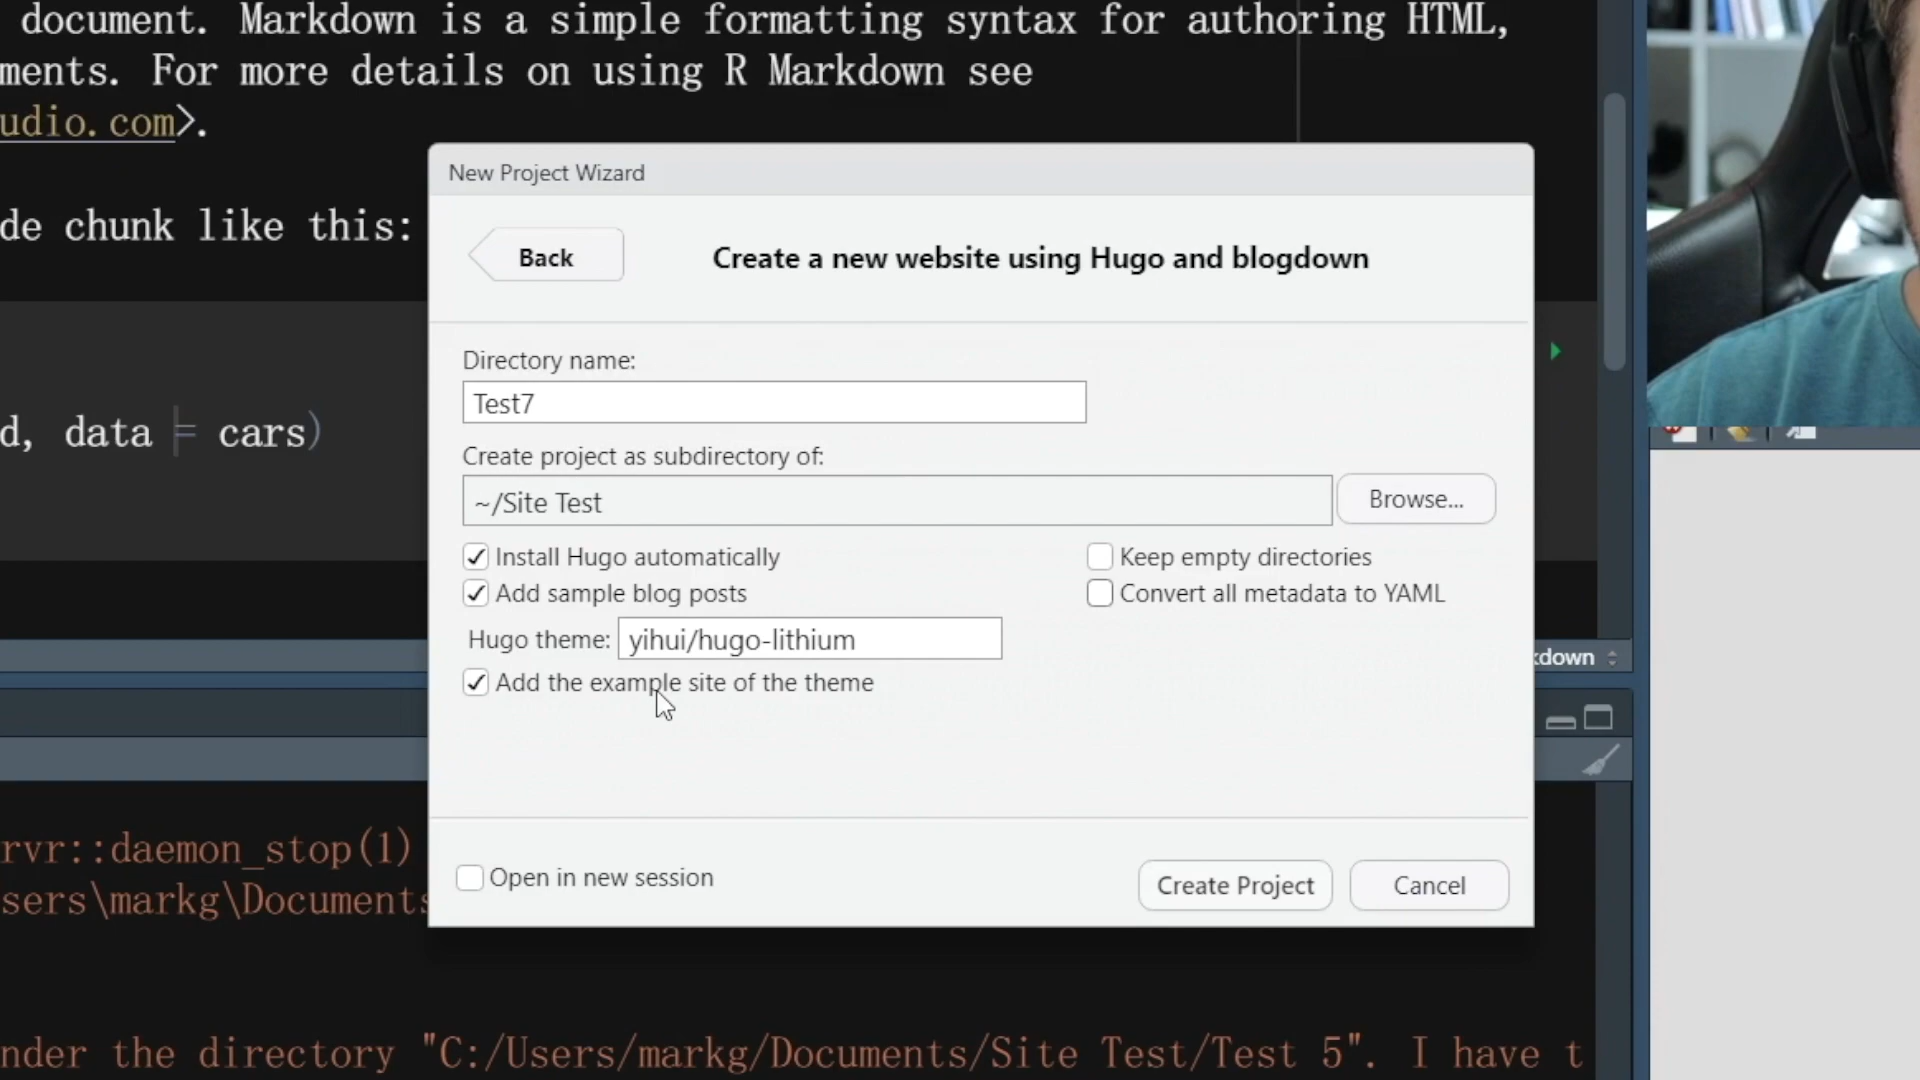 document. Markdown is a simple formatting syntax for authoring HTML,
ments. For more details on using R Markdown see
udio.com>.
New Project Wizard
de chunk like this:
Back
Create a new website using Hugo and blogdown
Directory name:
Test7
d, data = cars)
Create project as subdirectory of:
~/Site Test
Browse...
Install Hugo automatically
Keep empty directories
Add sample blog posts
Convert all metadata to YAML
Hugo theme: yihui/hugo-lithium
kdown
Add the example site of the theme
rvr::daemon_stop(1)
Open in new session
Create Project
Cancel
sers\markg\Documents
nder the directory "C:/Users/markg/Documents/Site Test/Test 5". I have t